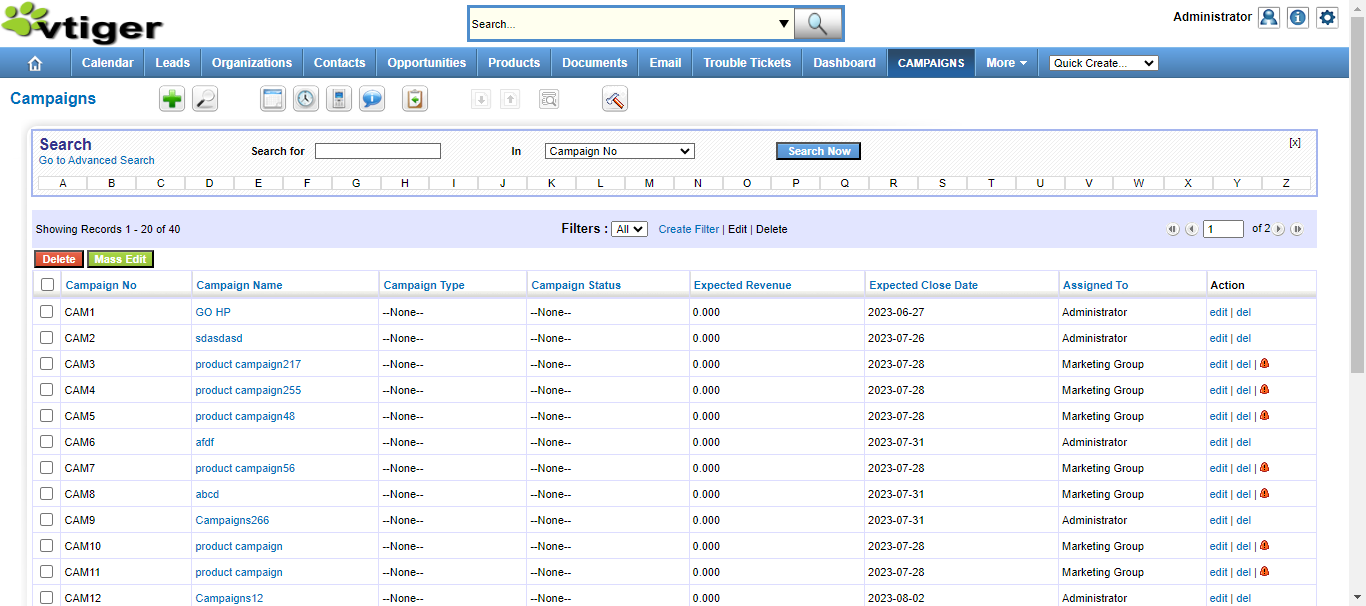 vtiger
Search...
Administrator
Calendar Leads Organizations Contacts Opportunities Products Documents Email Trouble Tickets Dashboard CAMPAIGNS More Quick Create...
Campaigns
Search
Go to Advanced Search
Search for In Campaign No Search Now [x]
A B C D E F G H I J K L M N O P Q R S T U V W X Y Z
Showing Records 1 - 20 of 40 Filters : All Create Filter | Edit | Delete 1 of 2
Delete Mass Edit
Campaign No Campaign Name Campaign Type Campaign Status Expected Revenue Expected Close Date Assigned To Action
CAM1 GO HP --None-- --None-- 0.000 2023-06-27 Administrator edit | del
CAM2 sdasdasd --None-- --None-- 0.000 2023-07-26 Administrator edit | del
CAM3 product campaign217 --None-- --None-- 0.000 2023-07-28 Marketing Group edit | del |
CAM4 product campaign255 --None-- --None-- 0.000 2023-07-28 Marketing Group edit | del |
CAM5 product campaign48 --None-- --None-- 0.000 2023-07-28 Marketing Group edit | del |
CAM6 afdf --None-- --None-- 0.000 2023-07-31 Administrator edit | del
CAM7 product campaign56 --None-- --None-- 0.000 2023-07-28 Marketing Group edit | del |
CAM8 abcd --None-- --None-- 0.000 2023-07-31 Marketing Group edit | del |
CAM9 Campaigns266 --None-- --None-- 0.000 2023-07-31 Administrator edit | del
CAM10 product campaign --None-- --None-- 0.000 2023-07-28 Marketing Group edit | del |
CAM11 product campaign --None-- --None-- 0.000 2023-07-28 Marketing Group edit | del |
CAM12 Campaigns12 --None-- --None-- 0.000 2023-08-02 Administrator edit | del